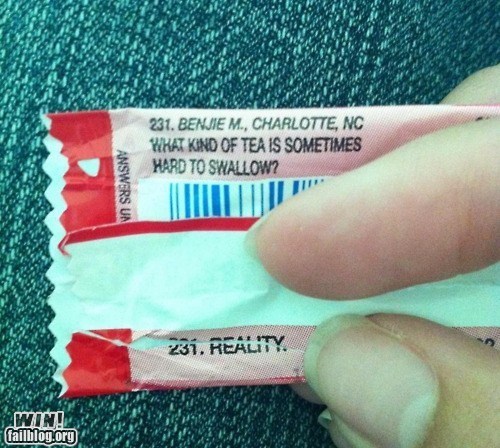 231. BENJIE M., CHARLOTTE, NC
WHAT KIND OF TEA IS SOMETIMES
HARD TO SWALLOW?
ANSWERS UN
231. REALITY.
WIN!
failblog.org